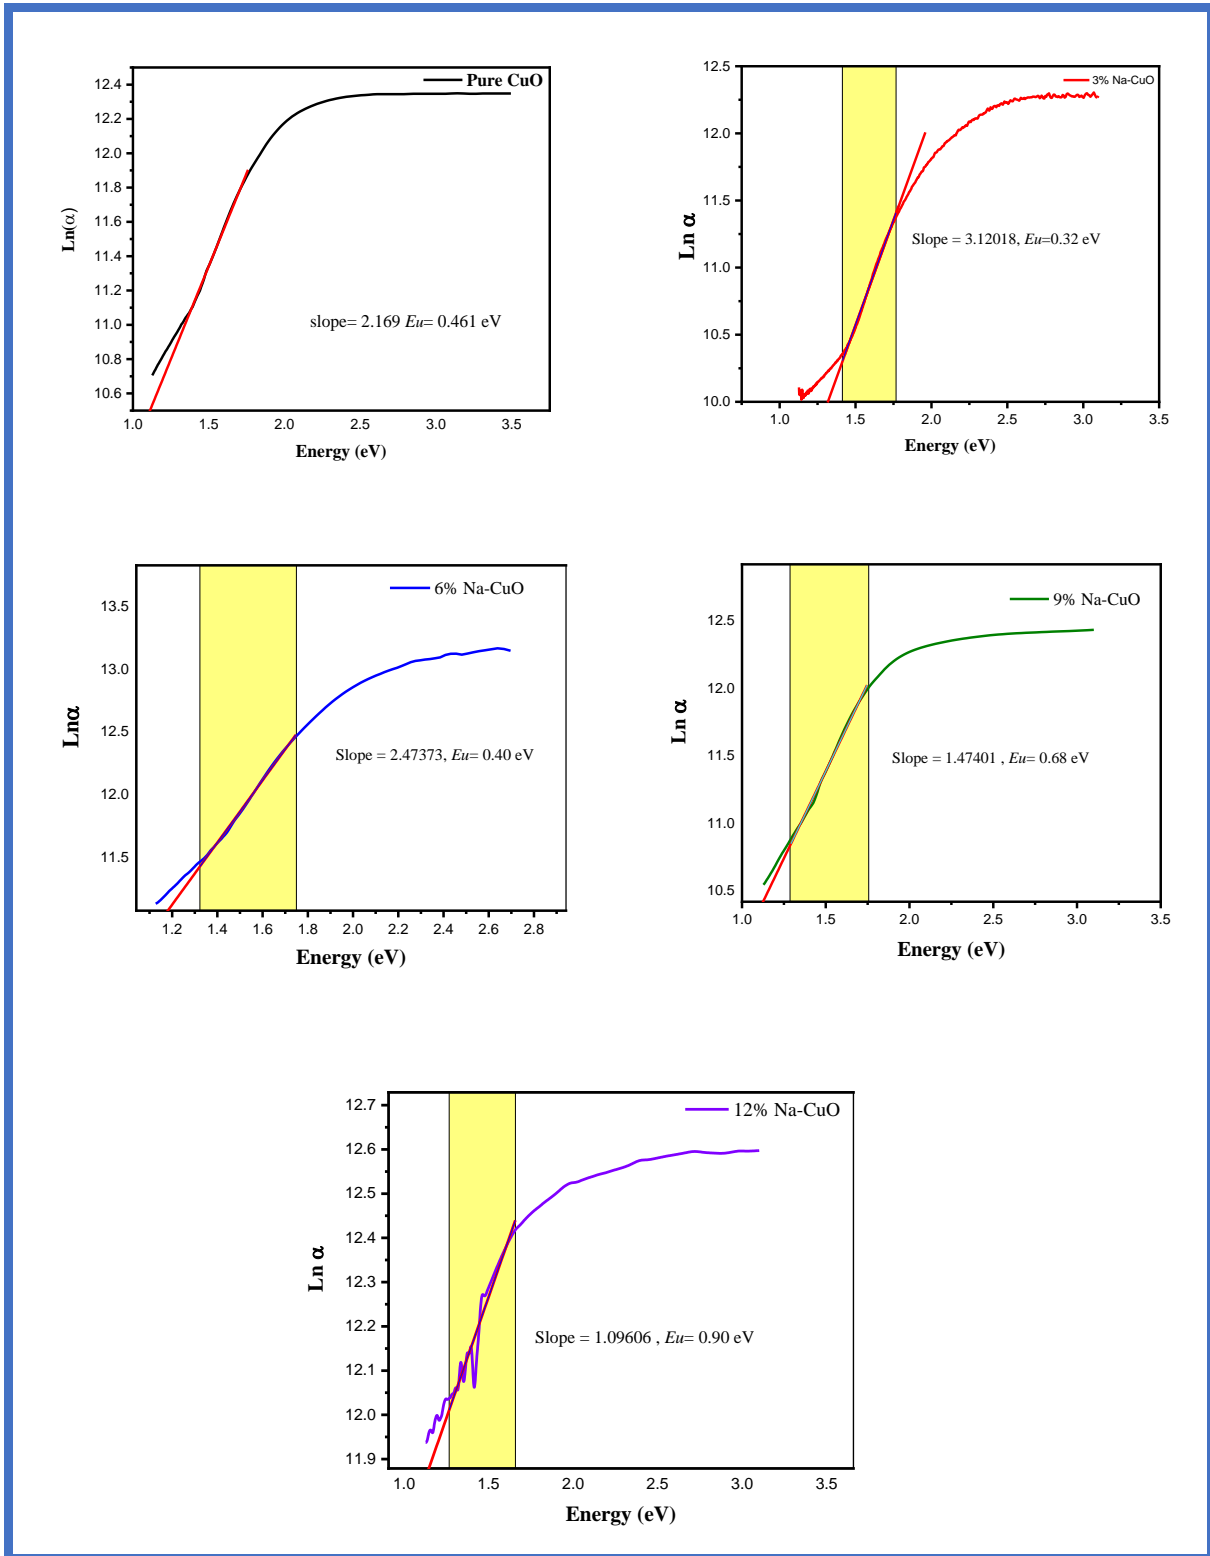 Pure CuO
12.4
12.2
12.0
11.8
11.6
11.4
11.2
11.0
10.8
10.6
Ln(α)
slope= 2.169 Eu= 0.461 eV
1.0 1.5 2.0 2.5 3.0 3.5
Energy (eV)
3% Na-CuO
12.5
12.0
11.5
11.0
10.5
10.0
Ln α
Slope = 3.12018, Eu=0.32 eV
1.0 1.5 2.0 2.5 3.0 3.5
Energy (eV)
6% Na-CuO
13.5
13.0
12.5
12.0
11.5
Lnα
Slope = 2.47373, Eu= 0.40 eV
1.2 1.4 1.6 1.8 2.0 2.2 2.4 2.6 2.8
Energy (eV)
9% Na-CuO
12.5
12.0
11.5
11.0
10.5
Ln α
Slope = 1.47401 , Eu= 0.68 eV
1.0 1.5 2.0 2.5 3.0 3.5
Energy (eV)
12% Na-CuO
12.7
12.6
12.5
12.4
12.3
12.2
12.1
12.0
11.9
Ln α
Slope = 1.09606 , Eu= 0.90 eV
1.0 1.5 2.0 2.5 3.0 3.5
Energy (eV)